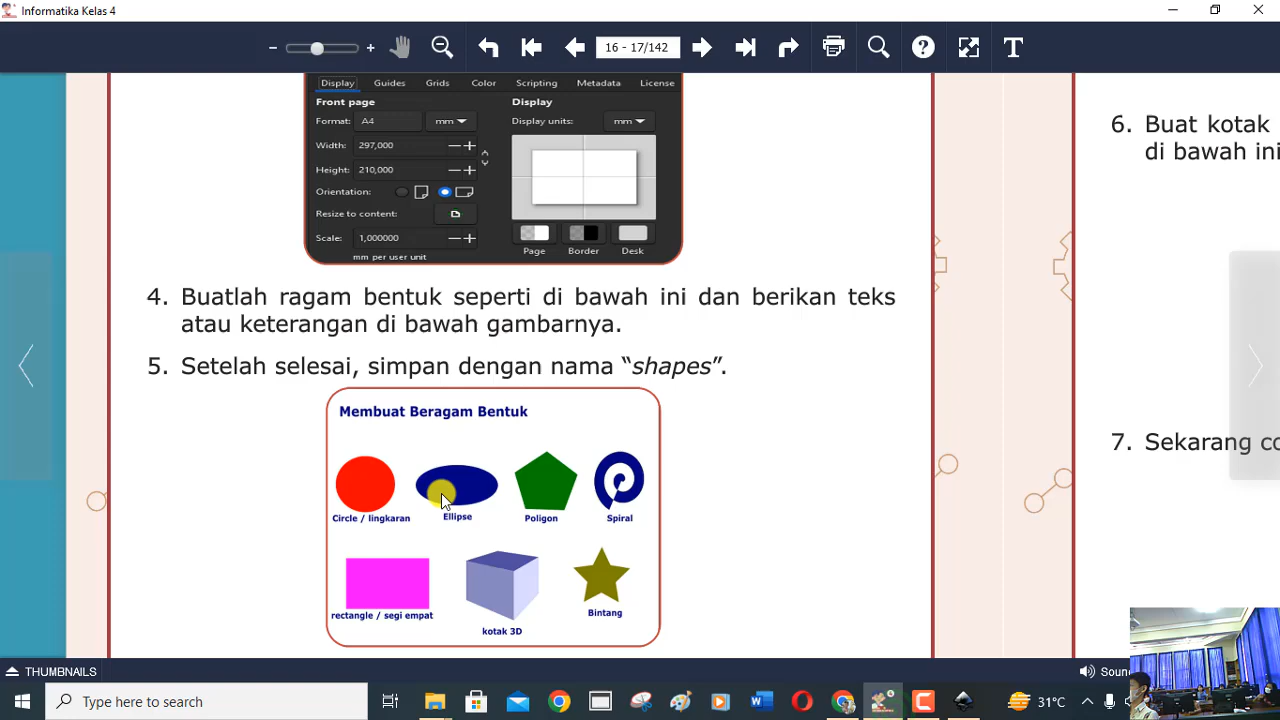 Informatika Kelas 4
16 - 17/142
Display Guides Grids Color Scripting Metadata License
Front page
Display
Format: A4 mm
Display units: mm
Width: 297,000
Height: 210,000
Orientation:
Resize to content:
Scale: 1,000000
mm per user unit
Page Border Desk
4. Buatlah ragam bentuk seperti di bawah ini dan berikan teks
atau keterangan di bawah gambarnya.
5. Setelah selesai, simpan dengan nama “shapes”.
Membuat Beragam Bentuk
Circle / lingkaran
Ellipse
Poligon
Spiral
rectangle / segi empat
kotak 3D
Bintang
6. Buat kotak
di bawah ini
7. Sekarang co
THUMBNAILS
Soun
Type here to search
31°C